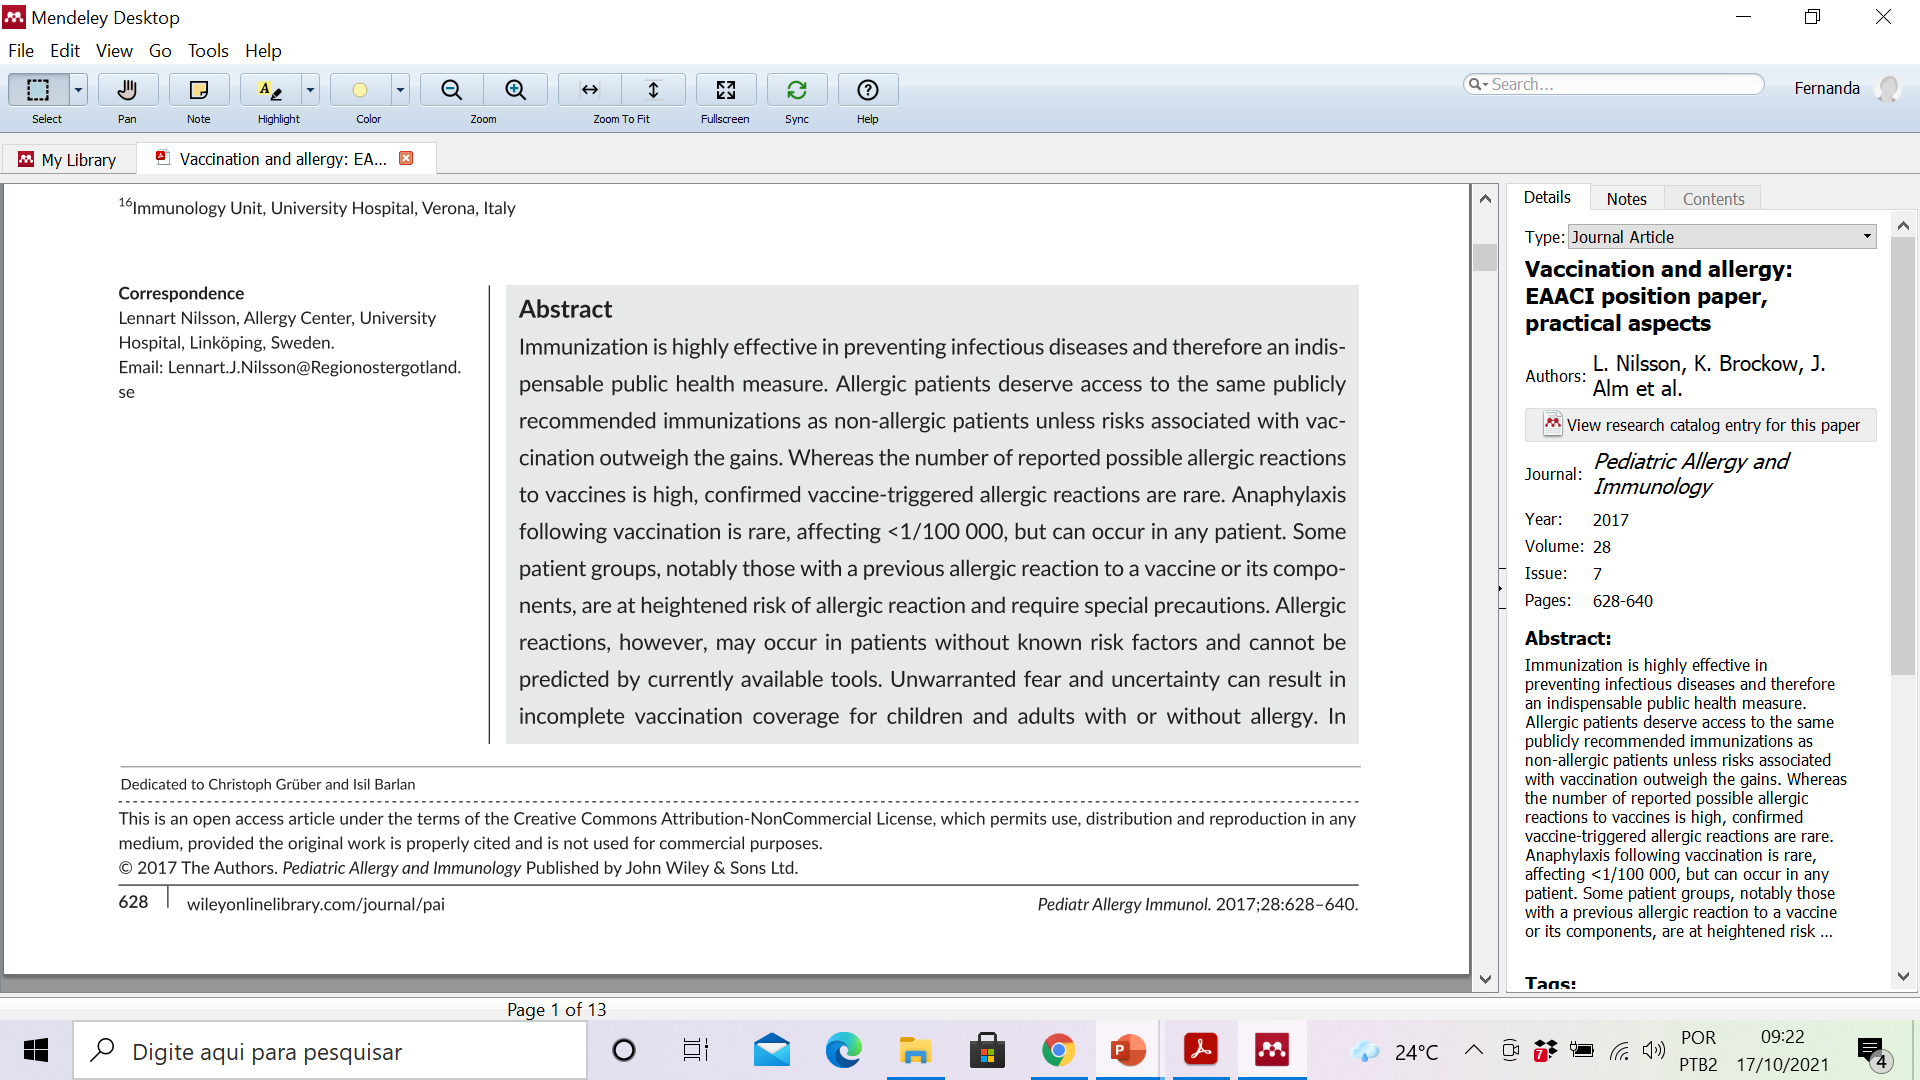 Mendeley Desktop
File Edit View Go Tools Help
Select Pan Note Highlight Color Zoom Zoom To Fit Fullscreen Sync Help
Search...
Fernanda
My Library
Vaccination and allergy: EA...
16Immunology Unit, University Hospital, Verona, Italy
Correspondence
Lennart Nilsson, Allergy Center, University
Hospital, Linköping, Sweden.
Email: Lennart.J.Nilsson@Regionostergotland.
se
Abstract
Immunization is highly effective in preventing infectious diseases and therefore an indis-
pensable public health measure. Allergic patients deserve access to the same publicly
recommended immunizations as non-allergic patients unless risks associated with vac-
cination outweigh the gains. Whereas the number of reported possible allergic reactions
to vaccines is high, confirmed vaccine-triggered allergic reactions are rare. Anaphylaxis
following vaccination is rare, affecting <1/100 000, but can occur in any patient. Some
patient groups, notably those with a previous allergic reaction to a vaccine or its compo-
nents, are at heightened risk of allergic reaction and require special precautions. Allergic
reactions, however, may occur in patients without known risk factors and cannot be
predicted by currently available tools. Unwarranted fear and uncertainty can result in
incomplete vaccination coverage for children and adults with or without allergy. In
Dedicated to Christoph Grüber and Isil Barlan
This is an open access article under the terms of the Creative Commons Attribution-NonCommercial License, which permits use, distribution and reproduction in any
medium, provided the original work is properly cited and is not used for commercial purposes.
© 2017 The Authors. Pediatric Allergy and Immunology Published by John Wiley & Sons Ltd.
628 wileyonlinelibrary.com/journal/pai
Pediatr Allergy Immunol. 2017;28:628–640.
Page 1 of 13
Details Notes Contents
Type: Journal Article
Vaccination and allergy:
EAACI position paper,
practical aspects
Authors: L. Nilsson, K. Brockow, J.
Alm et al.
View research catalog entry for this paper
Journal: Pediatric Allergy and
Immunology
Year: 2017
Volume: 28
Issue: 7
Pages: 628-640
Abstract:
Immunization is highly effective in
preventing infectious diseases and therefore
an indispensable public health measure.
Allergic patients deserve access to the same
publicly recommended immunizations as
non-allergic patients unless risks associated
with vaccination outweigh the gains. Whereas
the number of reported possible allergic
reactions to vaccines is high, confirmed
vaccine-triggered allergic reactions are rare.
Anaphylaxis following vaccination is rare,
affecting <1/100 000, but can occur in any
patient. Some patient groups, notably those
with a previous allergic reaction to a vaccine
or its components, are at heightened risk ...
Tags:
Digite aqui para pesquisar
24°C
7
POR
PTB2
09:22
17/10/2021
4